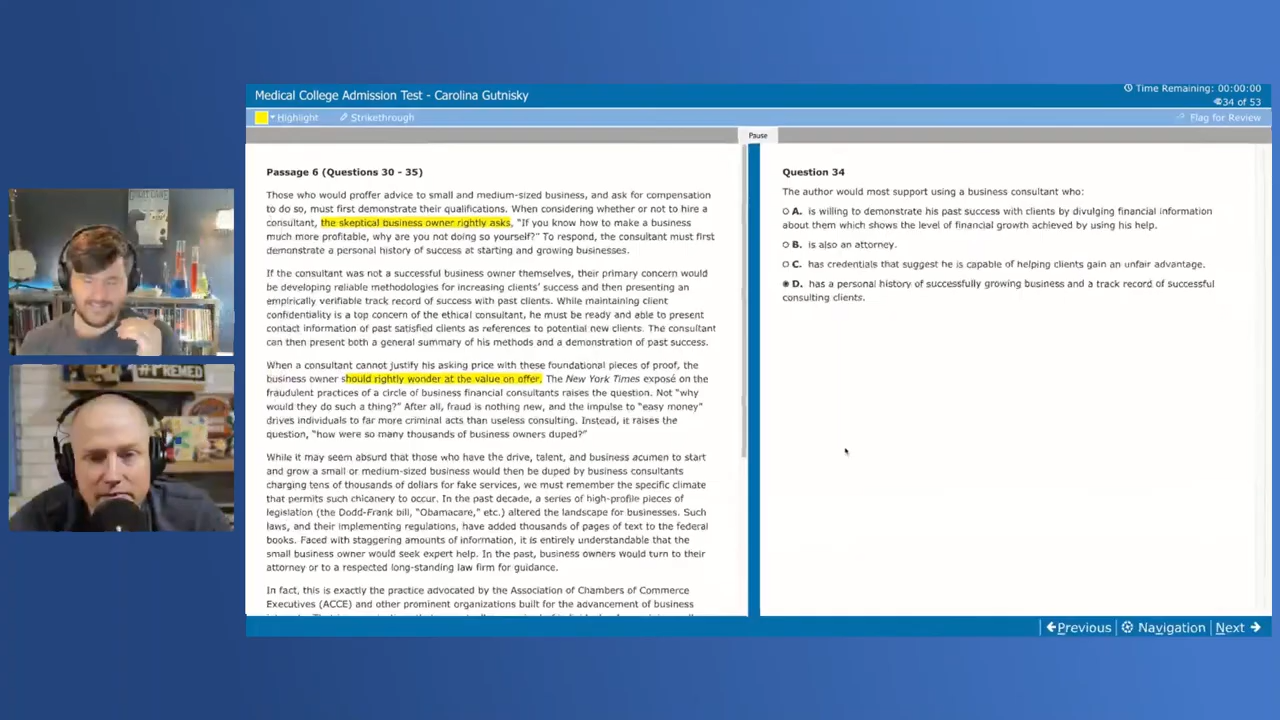 Medical College Admission Test - Carolina Gutnisky
Time Remaining: 00:00:00
34 of 53
Highlight
Strikethrough
Flag for Review
Pause
Passage 6 (Questions 30 - 35)
Those who would proffer advice to small and medium-sized business, and ask for compensation
to do so, must first demonstrate their qualifications. When considering whether or not to hire a
consultant, the skeptical business owner rightly asks, "If you know how to make a business
much more profitable, why are you not doing so yourself?" To respond, the consultant must first
demonstrate a personal history of success at starting and growing businesses.
If the consultant was not a successful business owner themselves, their primary concern would
be developing reliable methodologies for increasing clients' success and then presenting an
empirically verifiable track record of success with past clients. While maintaining client
confidentiality is a top concern of the ethical consultant, he must be ready and able to present
contact information of past satisfied clients as references to potential new clients. The consultant
can then present both a general summary of his methods and a demonstration of past success.
When a consultant cannot justify his asking price with these foundational pieces of proof, the
business owner should rightly wonder at the value on offer. The New York Times exposé on the
fraudulent practices of a circle of business financial consultants raises the question. Not "why
would they do such a thing?" After all, fraud is nothing new, and the impulse to "easy money"
drives individuals to far more criminal acts than useless consulting. Instead, it raises the
question, "how were so many thousands of business owners duped?"
While it may seem absurd that those who have the drive, talent, and business acumen to start
and grow a small or medium-sized business would then be duped by business consultants
charging tens of thousands of dollars for fake services, we must remember the specific climate
that permits such chicanery to occur. In the past decade, a series of high-profile pieces of
legislation (the Dodd-Frank bill, "Obamacare," etc.) altered the landscape for businesses. Such
laws, and their implementing regulations, have added thousands of pages of text to the federal
books. Faced with staggering amounts of information, it is entirely understandable that the
small business owner would seek expert help. In the past, business owners would turn to their
attorney or to a respected long-standing law firm for guidance.
In fact, this is exactly the practice advocated by the Association of Chambers of Commerce
Executives (ACCE) and other prominent organizations built for the advancement of business
Question 34
The author would most support using a business consultant who:
A. is willing to demonstrate his past success with clients by divulging financial information
about them which shows the level of financial growth achieved by using his help.
B. is also an attorney.
C. has credentials that suggest he is capable of helping clients gain an unfair advantage.
D. has a personal history of successfully growing business and a track record of successful
consulting clients.
Previous
Navigation
Next